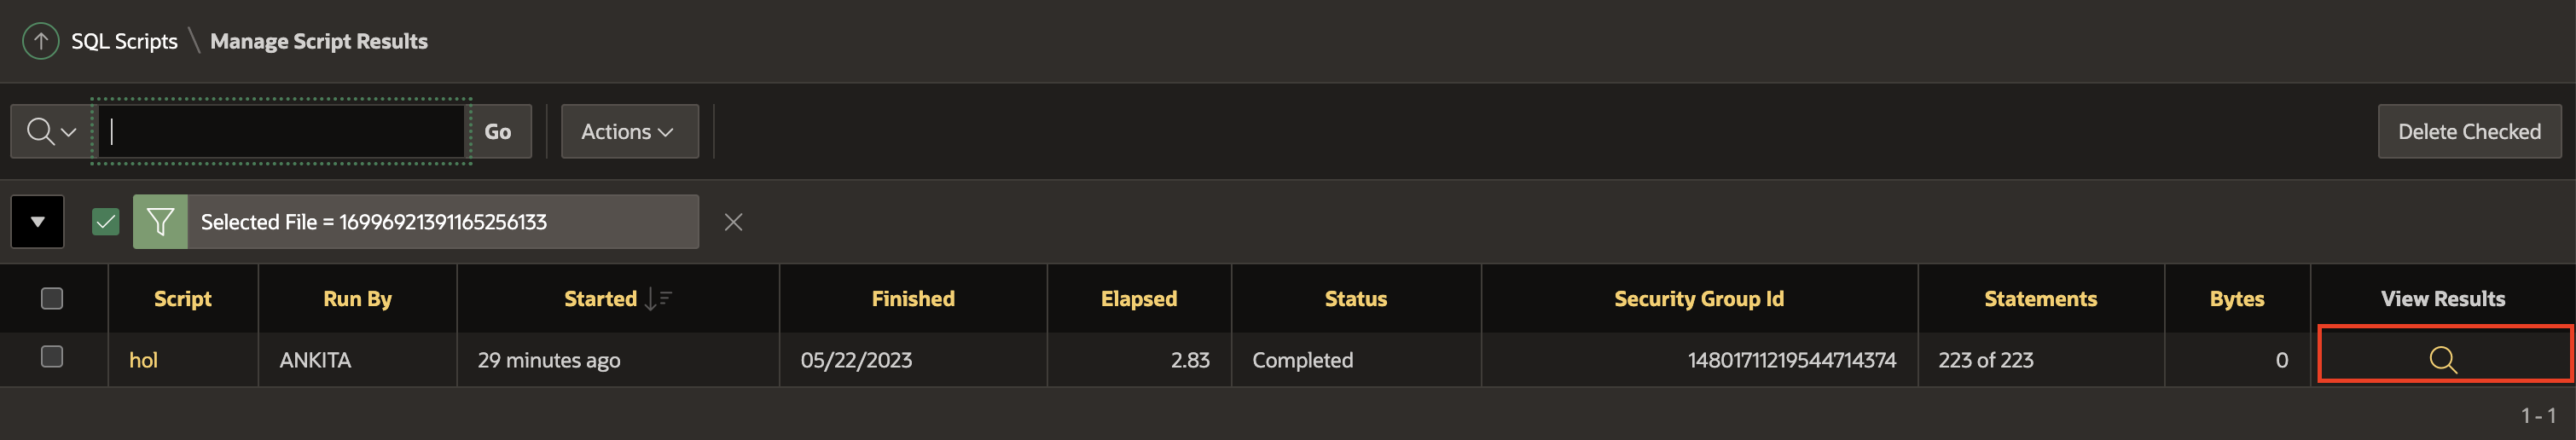 SQL Scripts \ Manage Script Results
Go Actions Delete Checked
Selected File = 16996921391165256133
Script Run By Started Finished Elapsed Status Security Group Id Statements Bytes View Results
hol ANKITA 29 minutes ago 05/22/2023 2.83 Completed 14801711219544714374 223 of 223 0
1 - 1